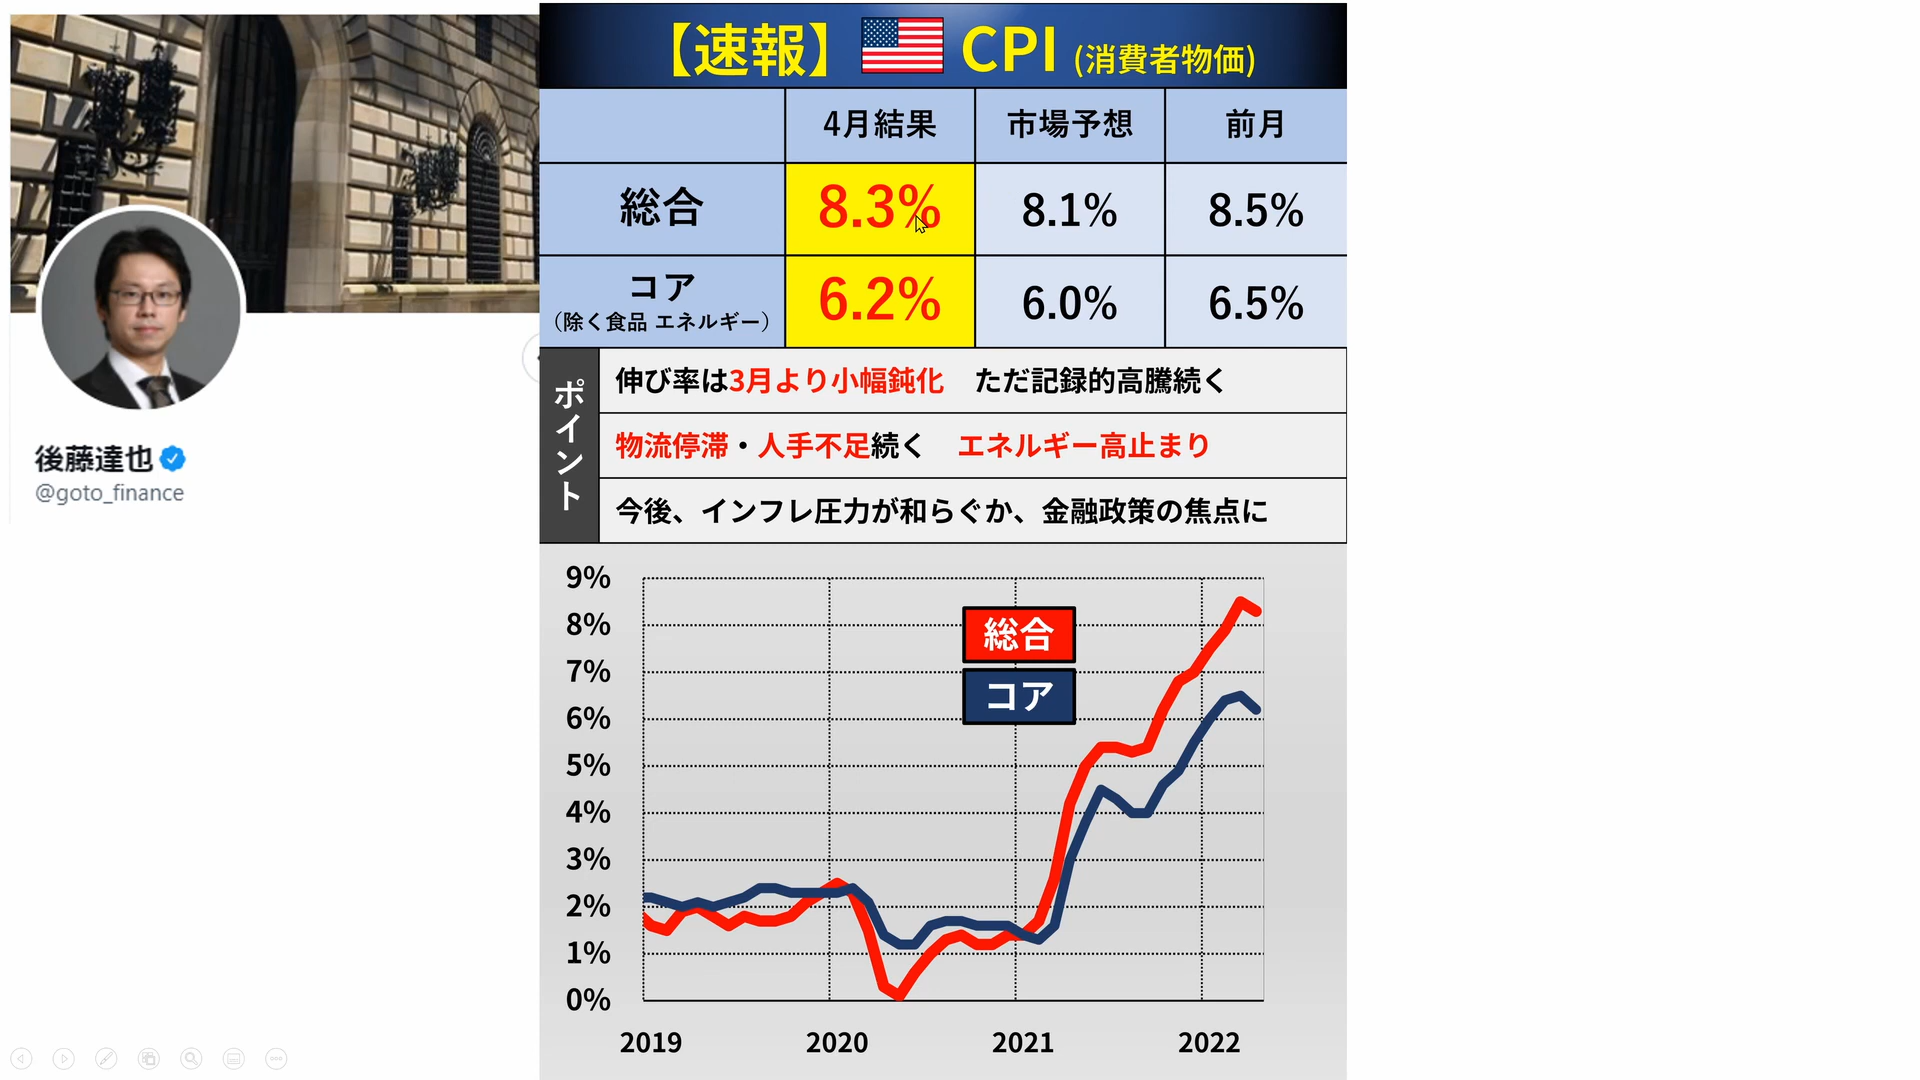 後藤達也
@goto_finance
【速報】 CPI (消費者物価)
4月結果 市場予想 前月
総合 8.3% 8.1% 8.5%
コア 6.2% 6.0% 6.5%
（除く食品 エネルギー）
ポイント
伸び率は3月より小幅鈍化 ただ記録的高騰続く
物流停滞・人手不足続く エネルギー高止まり
今後、インフレ圧力が和らぐか、金融政策の焦点に
9%
8%
7%
6%
5%
4%
3%
2%
1%
0%
総合
コア
2019 2020 2021 2022